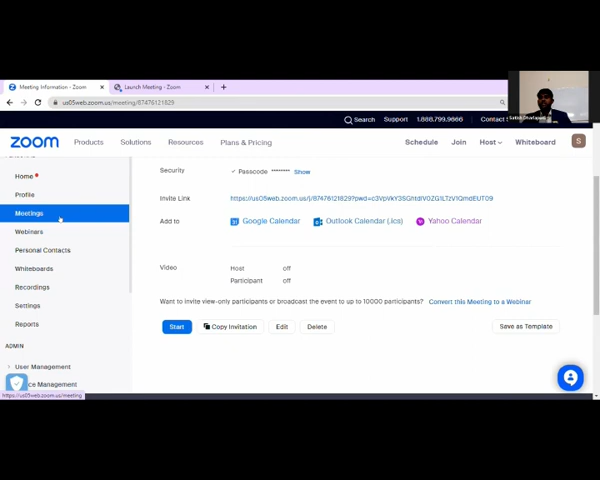 Meeting Information - Zoom
Launch Meeting - Zoom
us05web.zoom.us/meeting/87476121829
Search Support 1.888.799.9666 Contact
zoom Products Solutions Resources Plans & Pricing Schedule Join Host Whiteboard S
Home
Profile
Meetings
Webinars
Personal Contacts
Whiteboards
Recordings
Settings
Reports
ADMIN
User Management
ce Management
https://us05web.zoom.us/meeting
Security Passcode ******** Show
Invite Link
Add to Google Calendar Outlook Calendar (.ics) Yahoo Calendar
Video Host off
Participant off
Want to invite view-only participants or broadcast the event to up to 10000 participants? Convert this Meeting to a Webinar
Start Copy Invitation Edit Delete Save as Template